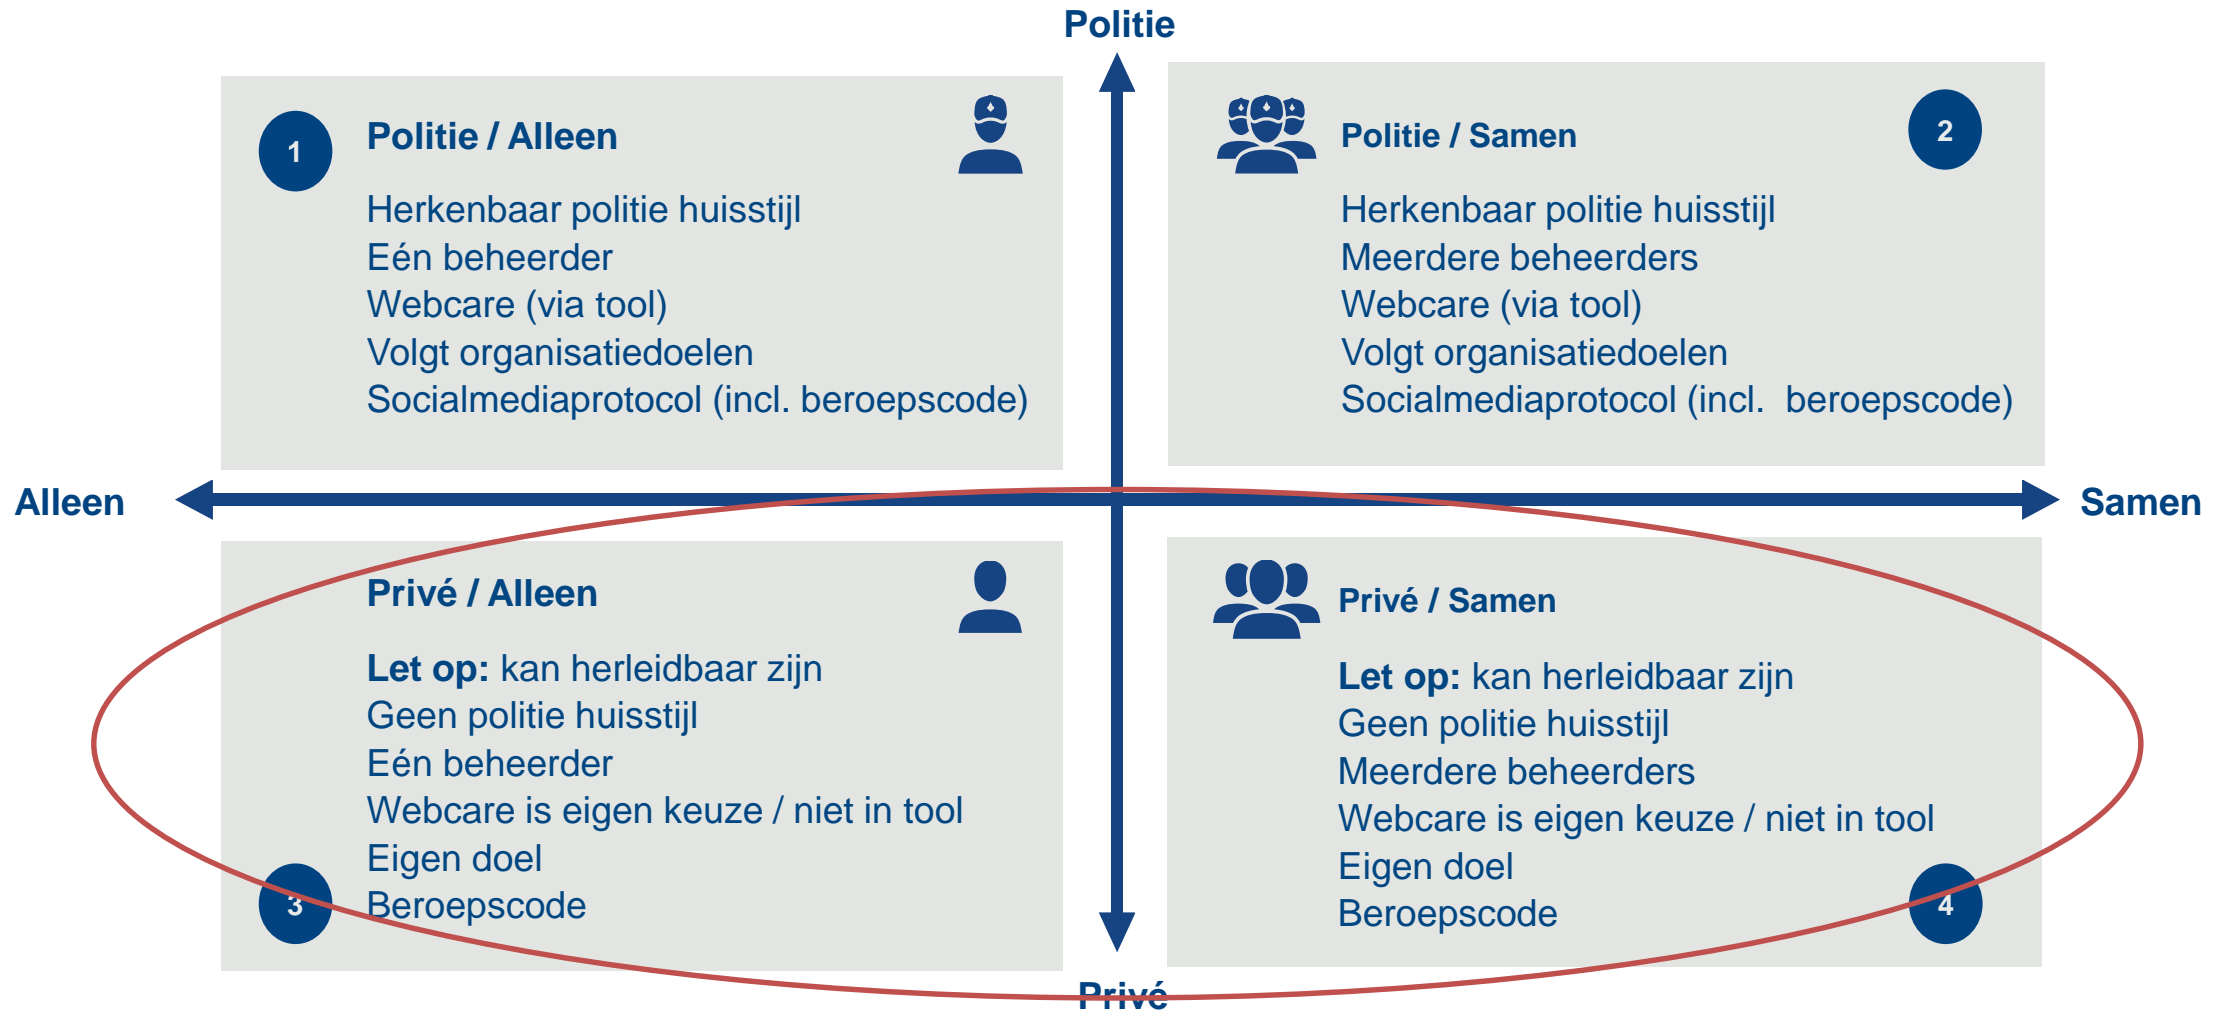 Politie
1
Politie / Alleen
Herkenbaar politie huisstijl
Eén beheerder
Webcare (via tool)
Volgt organisatiedoelen
Socialmediaprotocol (incl. beroepscode)
Politie / Samen
2
Herkenbaar politie huisstijl
Meerdere beheerders
Webcare (via tool)
Volgt organisatiedoelen
Socialmediaprotocol (incl.  beroepscode)
Alleen
Samen
Privé / Alleen
Let op: kan herleidbaar zijn
Geen politie huisstijl
Eén beheerder
Webcare is eigen keuze / niet in tool
Eigen doel
Beroepscode
3
Privé / Samen
Let op: kan herleidbaar zijn
Geen politie huisstijl
Meerdere beheerders
Webcare is eigen keuze / niet in tool
Eigen doel
Beroepscode
4
Privé